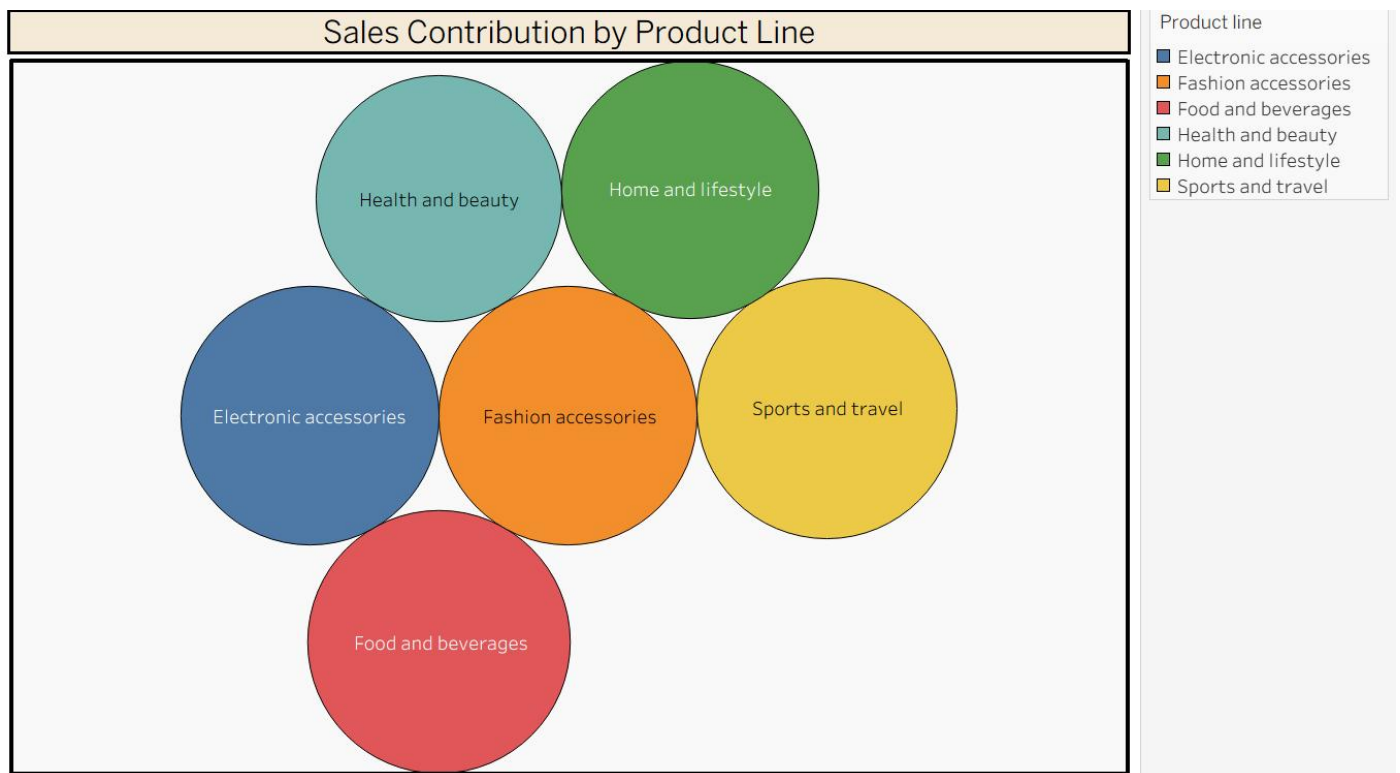 Sales Contribution by Product Line
Product line
Electronic accessories
Fashion accessories
Food and beverages
Health and beauty
Home and lifestyle
Sports and travel
Health and beauty
Home and lifestyle
Electronic accessories
Fashion accessories
Sports and travel
Food and beverages